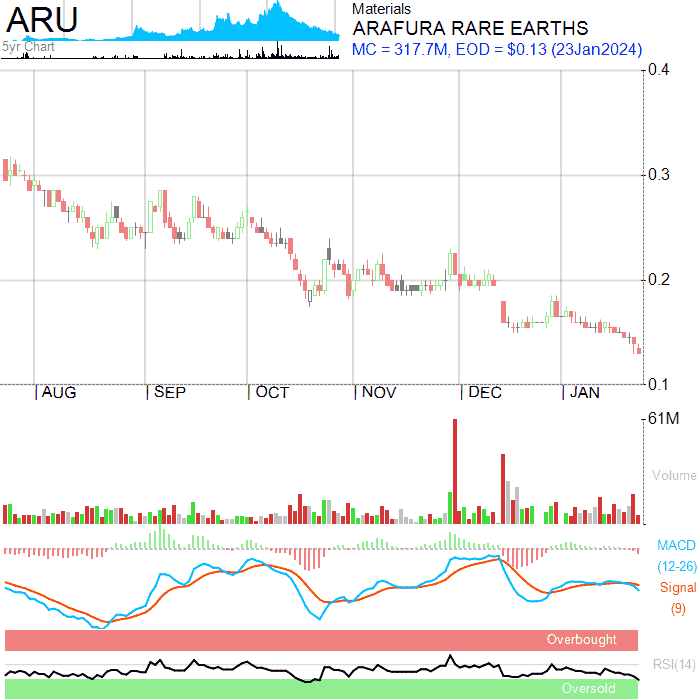 ARU
5yr Chart
Materials
ARAFURA RARE EARTHS
MC = 317.7M, EOD = $0.13 (23Jan2024)
0.4
0.3
0.2
0.1
AUG SEP OCT NOV DEC JAN
61M
Volume
MACD
(12-26)
Signal
(9)
Overbought
RSI(14)
Oversold